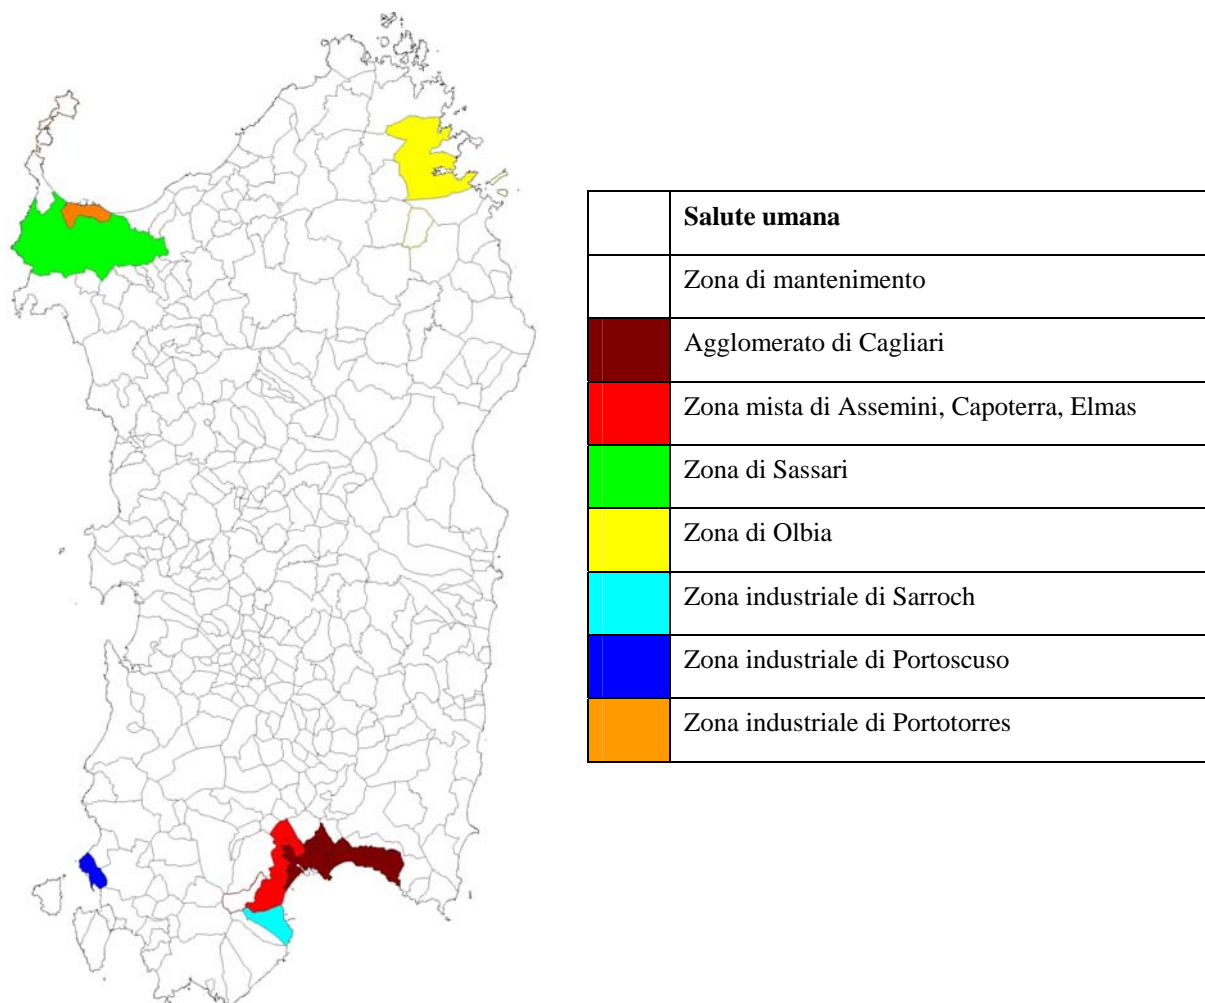 Salute umana
Zona di mantenimento
Agglomerato di Cagliari
Zona mista di Assemini, Capoterra, Elmas
Zona di Sassari
Zona di Olbia
Zona industriale di Sarroch
Zona industriale di Portoscuso
Zona industriale di Portotorres